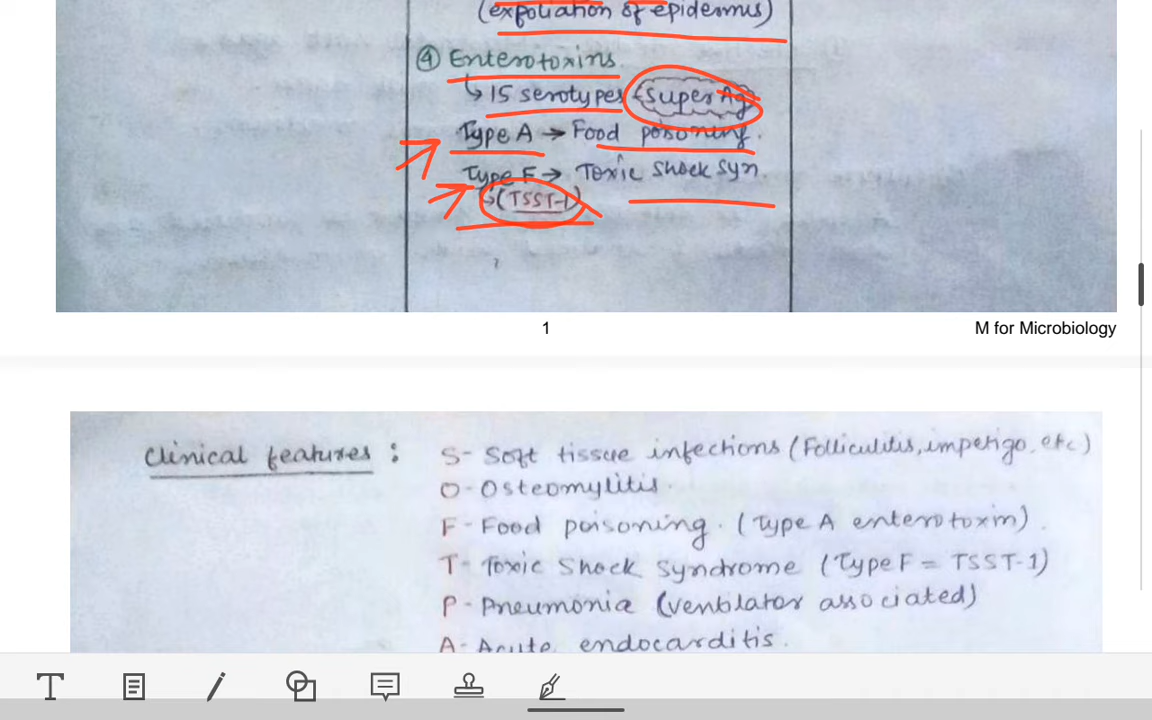 (expoliation of epidermis)
④ Enterotoxins
↳ 15 serotypes (Super Ag)
Type A → Food poisoning.
Type F → Toxic Shock Syn.
↳ (TSST-1)
1
M for Microbiology
Clinical features :
S- Soft tissue infections (Folliculitis, impetigo, etc)
O- Osteomylitis.
F- Food poisoning. (Type A enterotoxin).
T- Toxic Shock Syndrome (Type F = TSST-1)
P- Pneumonia (ventilator associated)
A- Acute endocarditis.
T